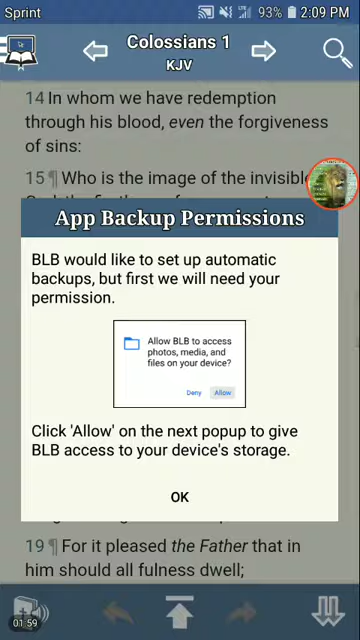 Sprint 93% 2:09 PM
Colossians 1
KJV
14 In whom we have redemption
through his blood, even the forgiveness
of sins:
15 ¶ Who is the image of the invisible
App Backup Permissions
BLB would like to set up automatic
backups, but first we will need your
permission.
Allow BLB to access
photos, media, and
files on your device?
Deny Allow
Click 'Allow' on the next popup to give
BLB access to your device's storage.
OK
19 ¶ For it pleased the Father that in
him should all fulness dwell;
01:59